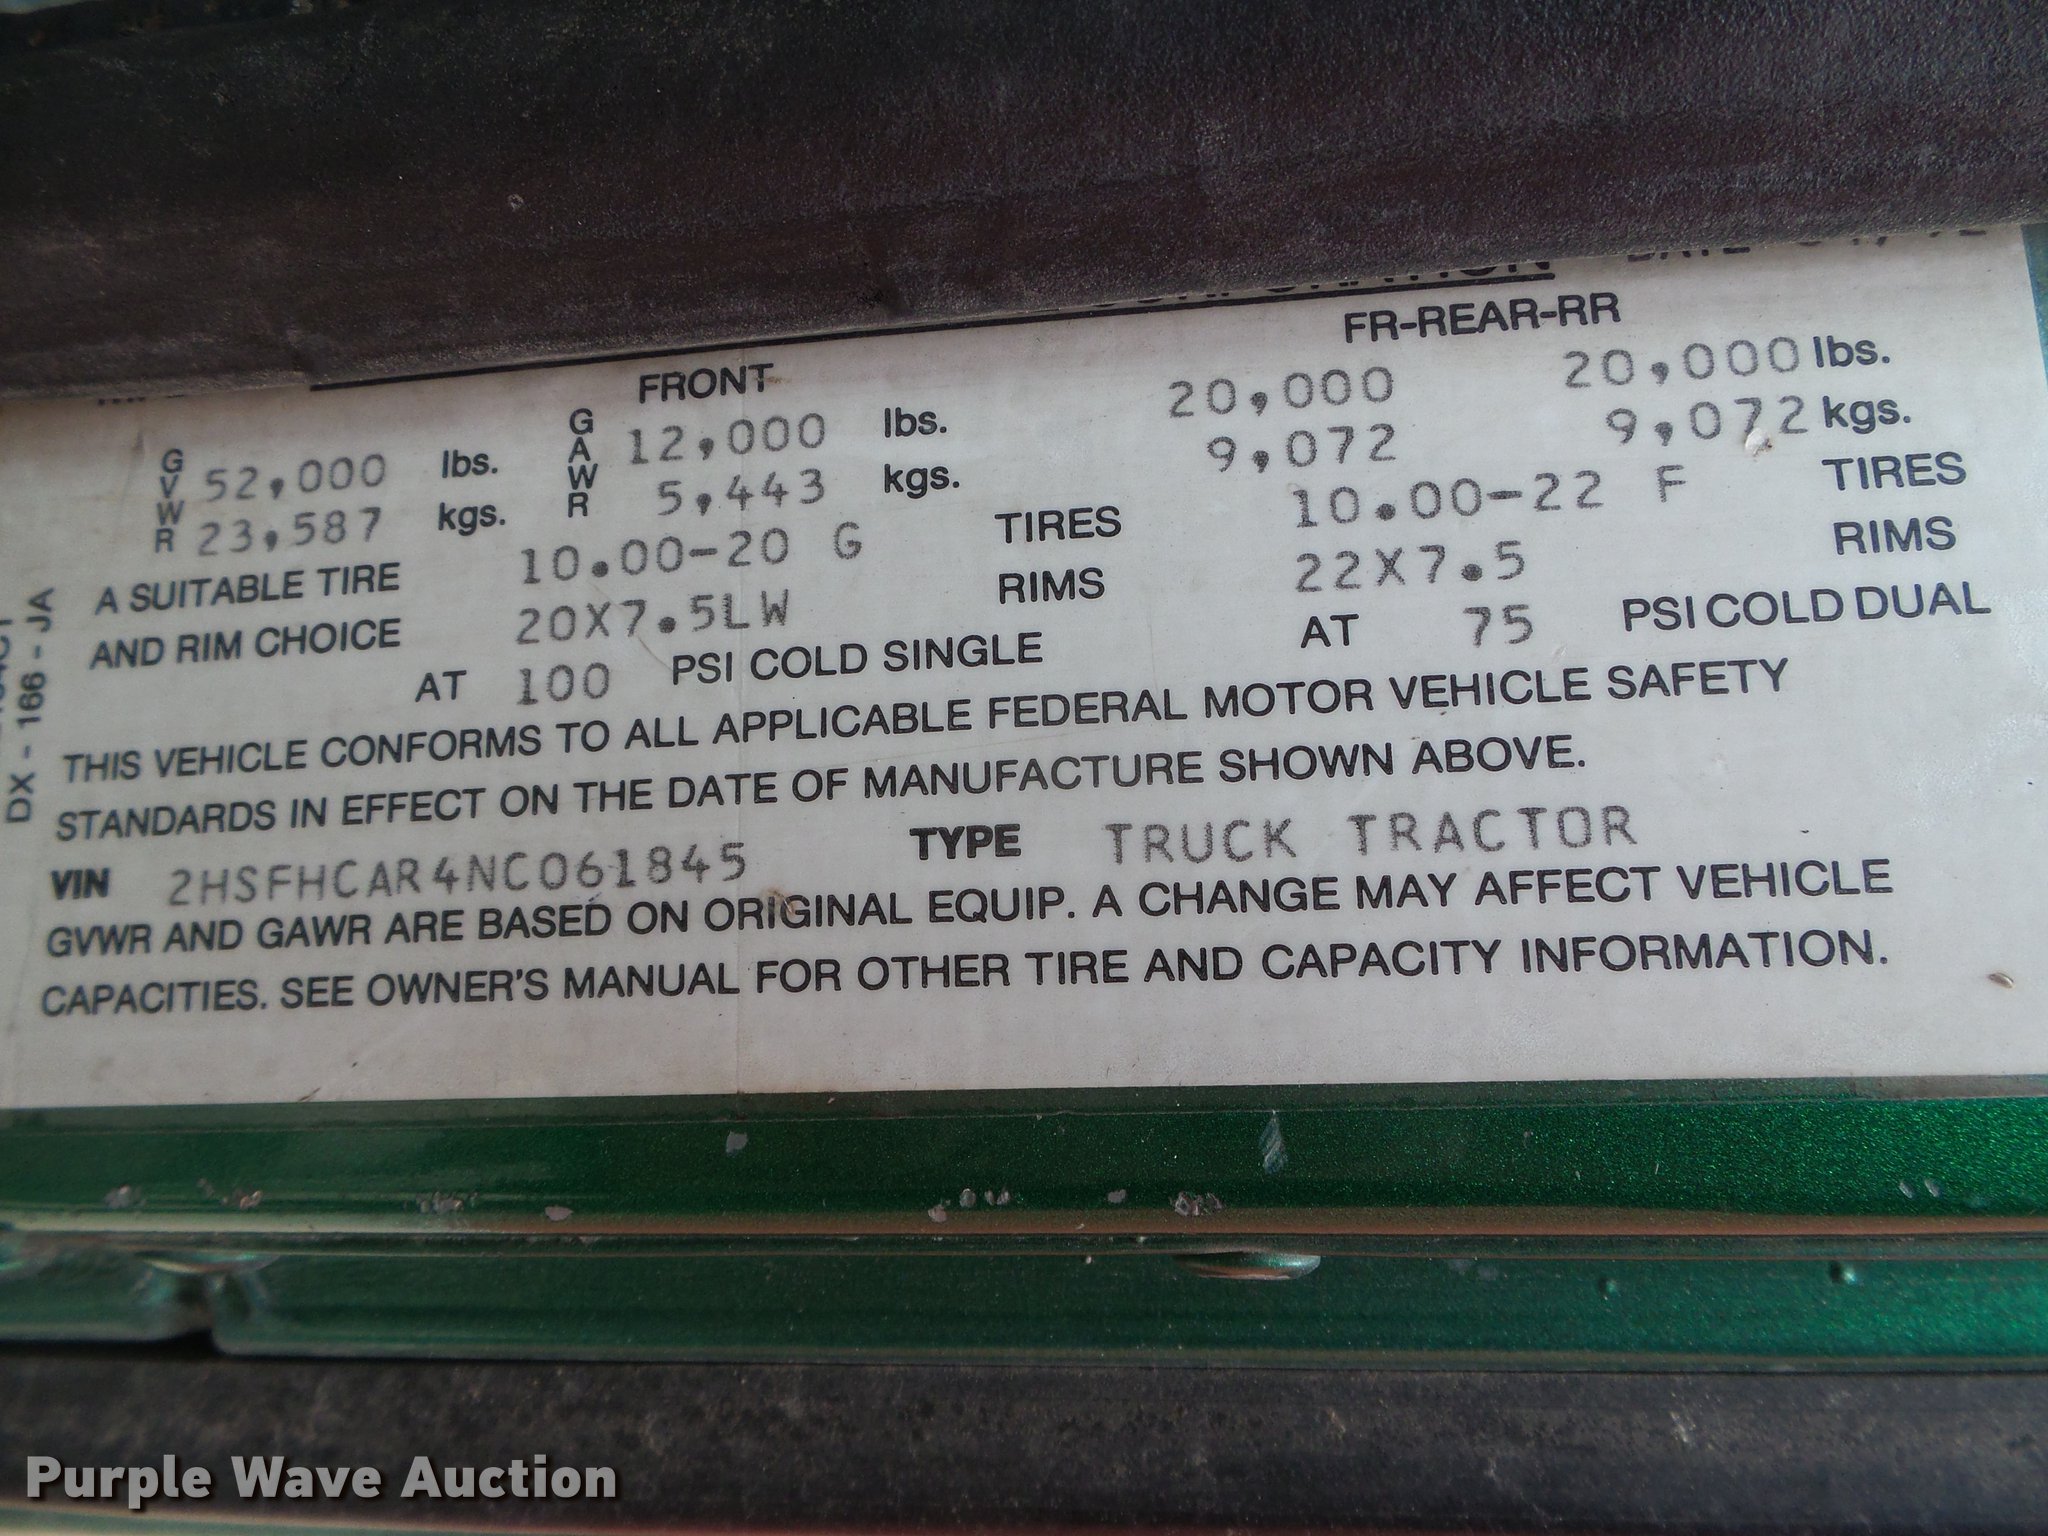 FR-REAR-RR
FRONT
GVWR 52,000 lbs. GAWR 12,000 lbs. 20,000 20,000 lbs.
23,587 kgs. 5,443 kgs. 9,072 9,072 kgs.
A SUITABLE TIRE 10.00-20 G TIRES 10.00-22 F TIRES
AND RIM CHOICE 20X7.5LW RIMS 22X7.5 RIMS
AT 100 PSI COLD SINGLE AT 75 PSI COLD DUAL
THIS VEHICLE CONFORMS TO ALL APPLICABLE FEDERAL MOTOR VEHICLE SAFETY
STANDARDS IN EFFECT ON THE DATE OF MANUFACTURE SHOWN ABOVE.
VIN 2HSFHCAR4NC061845 TYPE TRUCK TRACTOR
GVWR AND GAWR ARE BASED ON ORIGINAL EQUIP. A CHANGE MAY AFFECT VEHICLE
CAPACITIES. SEE OWNER'S MANUAL FOR OTHER TIRE AND CAPACITY INFORMATION.
DX - 166 - JA
Purple Wave Auction